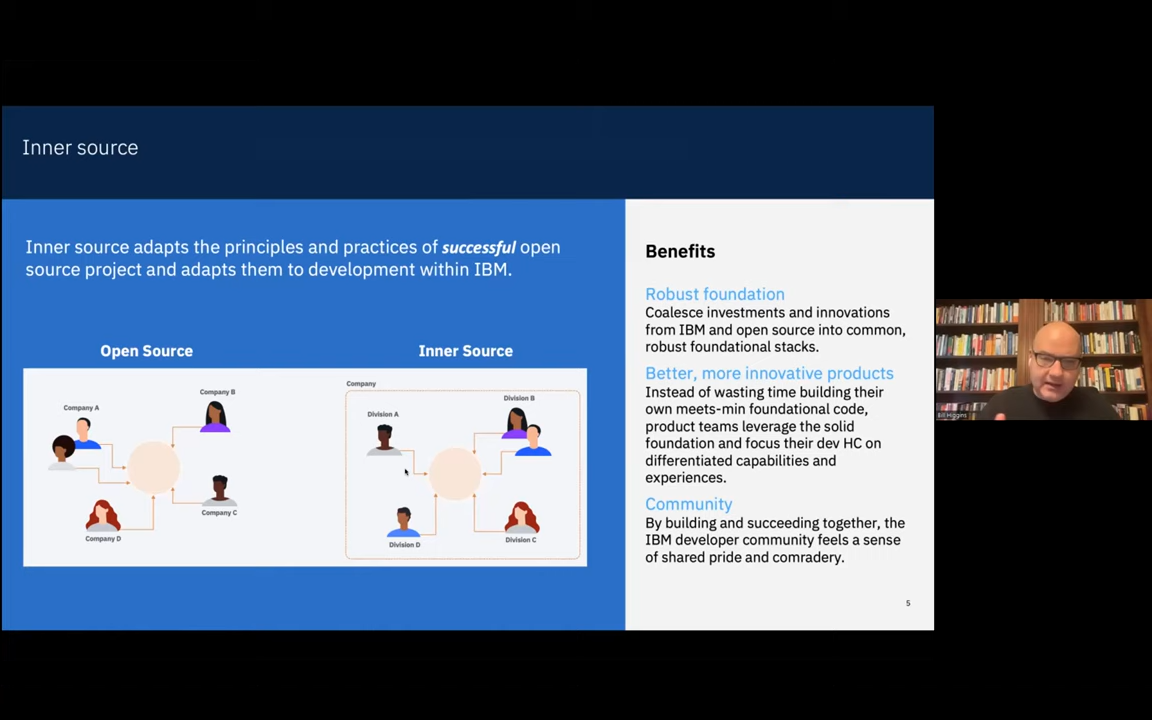 Inner source
Inner source adapts the principles and practices of successful open
source project and adapts them to development within IBM.
Open Source
Inner Source
Company A
Company B
Company C
Company D
Company
Division A
Division B
Division C
Division D
Benefits
Robust foundation
Coalesce investments and innovations
from IBM and open source into common,
robust foundational stacks.
Better, more innovative products
Instead of wasting time building their
own meets-min foundational code,
product teams leverage the solid
foundation and focus their dev HC on
differentiated capabilities and
experiences.
Community
By building and succeeding together, the
IBM developer community feels a sense
of shared pride and comradery.
5
Bill Higgins